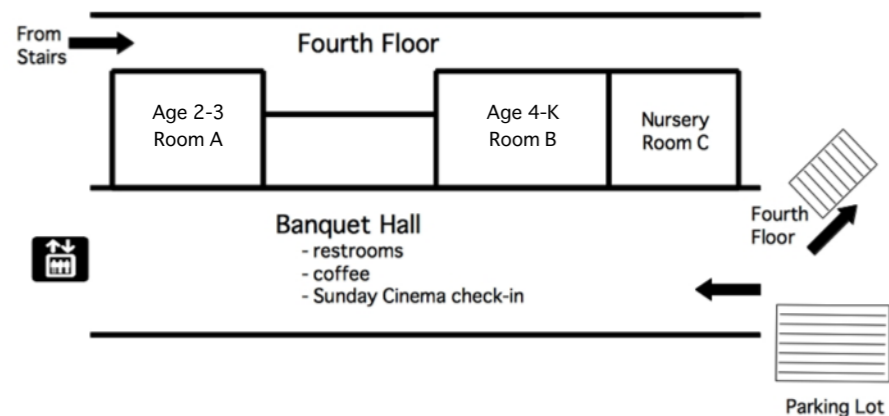 From
Stairs
Fourth Floor
Age 2-3
Room A
Age 4-K
Room B
Nursery
Room C
Banquet Hall
- restrooms
- coffee
- Sunday Cinema check-in
Fourth
Floor
Parking Lot